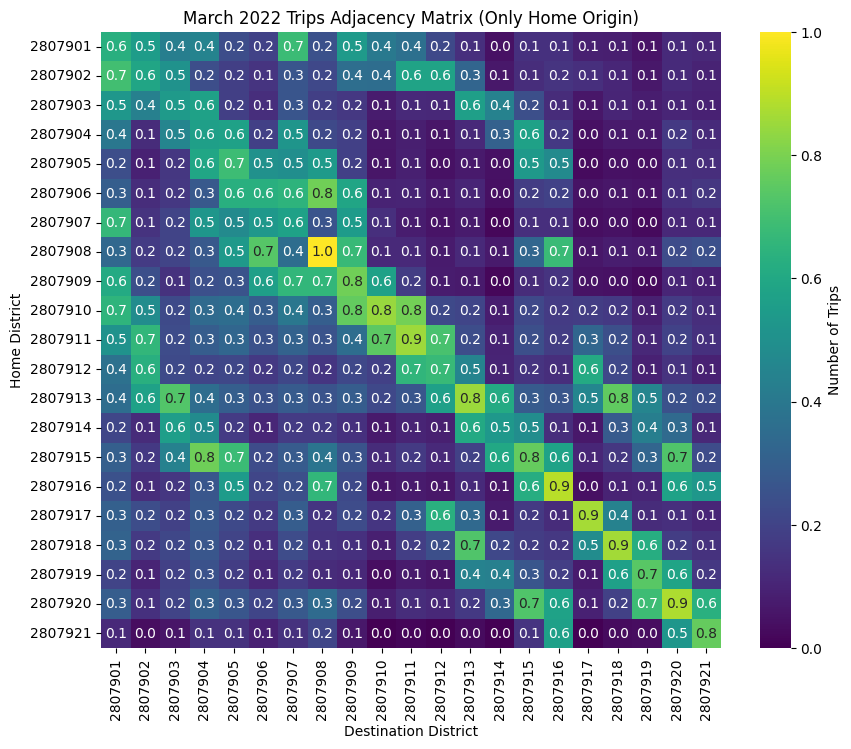 March 2022 Trips Adjacency Matrix (Only Home Origin)
2807901 0.6 0.5 0.4 0.4 0.2 0.2 0.7 0.2 0.5 0.4 0.4 0.2 0.1 0.0 0.1 0.1 0.1 0.1 0.1 0.1 0.1
2807902 0.7 0.6 0.5 0.2 0.2 0.1 0.3 0.2 0.4 0.4 0.6 0.6 0.3 0.1 0.1 0.2 0.1 0.1 0.1 0.1 0.1
2807903 0.5 0.4 0.5 0.6 0.2 0.1 0.3 0.2 0.2 0.1 0.1 0.1 0.6 0.4 0.2 0.1 0.1 0.1 0.1 0.1 0.1
2807904 0.4 0.1 0.5 0.6 0.6 0.2 0.5 0.2 0.2 0.1 0.1 0.1 0.1 0.3 0.6 0.2 0.0 0.1 0.1 0.2 0.1
2807905 0.2 0.1 0.2 0.6 0.7 0.5 0.5 0.5 0.2 0.1 0.1 0.0 0.1 0.0 0.5 0.5 0.0 0.0 0.0 0.1 0.1
2807906 0.3 0.1 0.2 0.3 0.6 0.6 0.6 0.8 0.6 0.1 0.1 0.1 0.1 0.0 0.2 0.2 0.0 0.1 0.1 0.1 0.2
2807907 0.7 0.1 0.2 0.5 0.5 0.5 0.6 0.3 0.5 0.1 0.1 0.1 0.1 0.0 0.1 0.1 0.0 0.0 0.0 0.1 0.1
2807908 0.3 0.2 0.2 0.3 0.5 0.7 0.4 1.0 0.7 0.1 0.1 0.1 0.1 0.1 0.3 0.7 0.1 0.1 0.1 0.2 0.2
2807909 0.6 0.2 0.1 0.2 0.3 0.6 0.7 0.7 0.8 0.6 0.2 0.1 0.1 0.0 0.1 0.2 0.0 0.0 0.0 0.1 0.1
2807910 0.7 0.5 0.2 0.3 0.4 0.3 0.4 0.3 0.8 0.8 0.8 0.2 0.2 0.1 0.2 0.2 0.2 0.2 0.1 0.2 0.1
2807911 0.5 0.7 0.2 0.3 0.3 0.3 0.3 0.3 0.4 0.7 0.9 0.7 0.2 0.1 0.2 0.2 0.3 0.2 0.1 0.2 0.1
2807912 0.4 0.6 0.2 0.2 0.2 0.2 0.2 0.2 0.2 0.2 0.7 0.7 0.5 0.1 0.2 0.1 0.6 0.2 0.1 0.1 0.1
2807913 0.4 0.6 0.7 0.4 0.3 0.3 0.3 0.3 0.3 0.2 0.3 0.6 0.8 0.6 0.3 0.3 0.5 0.8 0.5 0.2 0.2
2807914 0.2 0.1 0.6 0.5 0.2 0.1 0.2 0.2 0.1 0.1 0.1 0.1 0.6 0.5 0.5 0.1 0.1 0.3 0.4 0.3 0.1
2807915 0.3 0.2 0.4 0.8 0.7 0.2 0.3 0.4 0.3 0.1 0.2 0.1 0.2 0.6 0.8 0.6 0.1 0.2 0.3 0.7 0.2
2807916 0.2 0.1 0.2 0.3 0.5 0.2 0.2 0.7 0.2 0.1 0.1 0.1 0.1 0.1 0.6 0.9 0.0 0.1 0.1 0.6 0.5
2807917 0.3 0.2 0.2 0.3 0.2 0.2 0.3 0.2 0.2 0.2 0.3 0.6 0.3 0.1 0.2 0.1 0.9 0.4 0.1 0.1 0.1
2807918 0.3 0.2 0.2 0.3 0.2 0.1 0.2 0.1 0.1 0.1 0.2 0.2 0.7 0.2 0.2 0.2 0.5 0.9 0.6 0.2 0.1
2807919 0.2 0.1 0.2 0.3 0.2 0.1 0.2 0.1 0.1 0.0 0.1 0.1 0.4 0.4 0.3 0.2 0.1 0.6 0.7 0.6 0.2
2807920 0.3 0.1 0.2 0.3 0.3 0.2 0.3 0.3 0.2 0.1 0.1 0.1 0.2 0.3 0.7 0.6 0.1 0.2 0.7 0.9 0.6
2807921 0.1 0.0 0.1 0.1 0.1 0.1 0.1 0.2 0.1 0.0 0.0 0.0 0.0 0.0 0.1 0.6 0.0 0.0 0.0 0.5 0.8
2807901 2807902 2807903 2807904 2807905 2807906 2807907 2807908 2807909 2807910 2807911 2807912 2807913 2807914 2807915 2807916 2807917 2807918 2807919 2807920 2807921
Destination District
Home District
1.0
0.8
0.6
0.4
0.2
0.0
Number of Trips